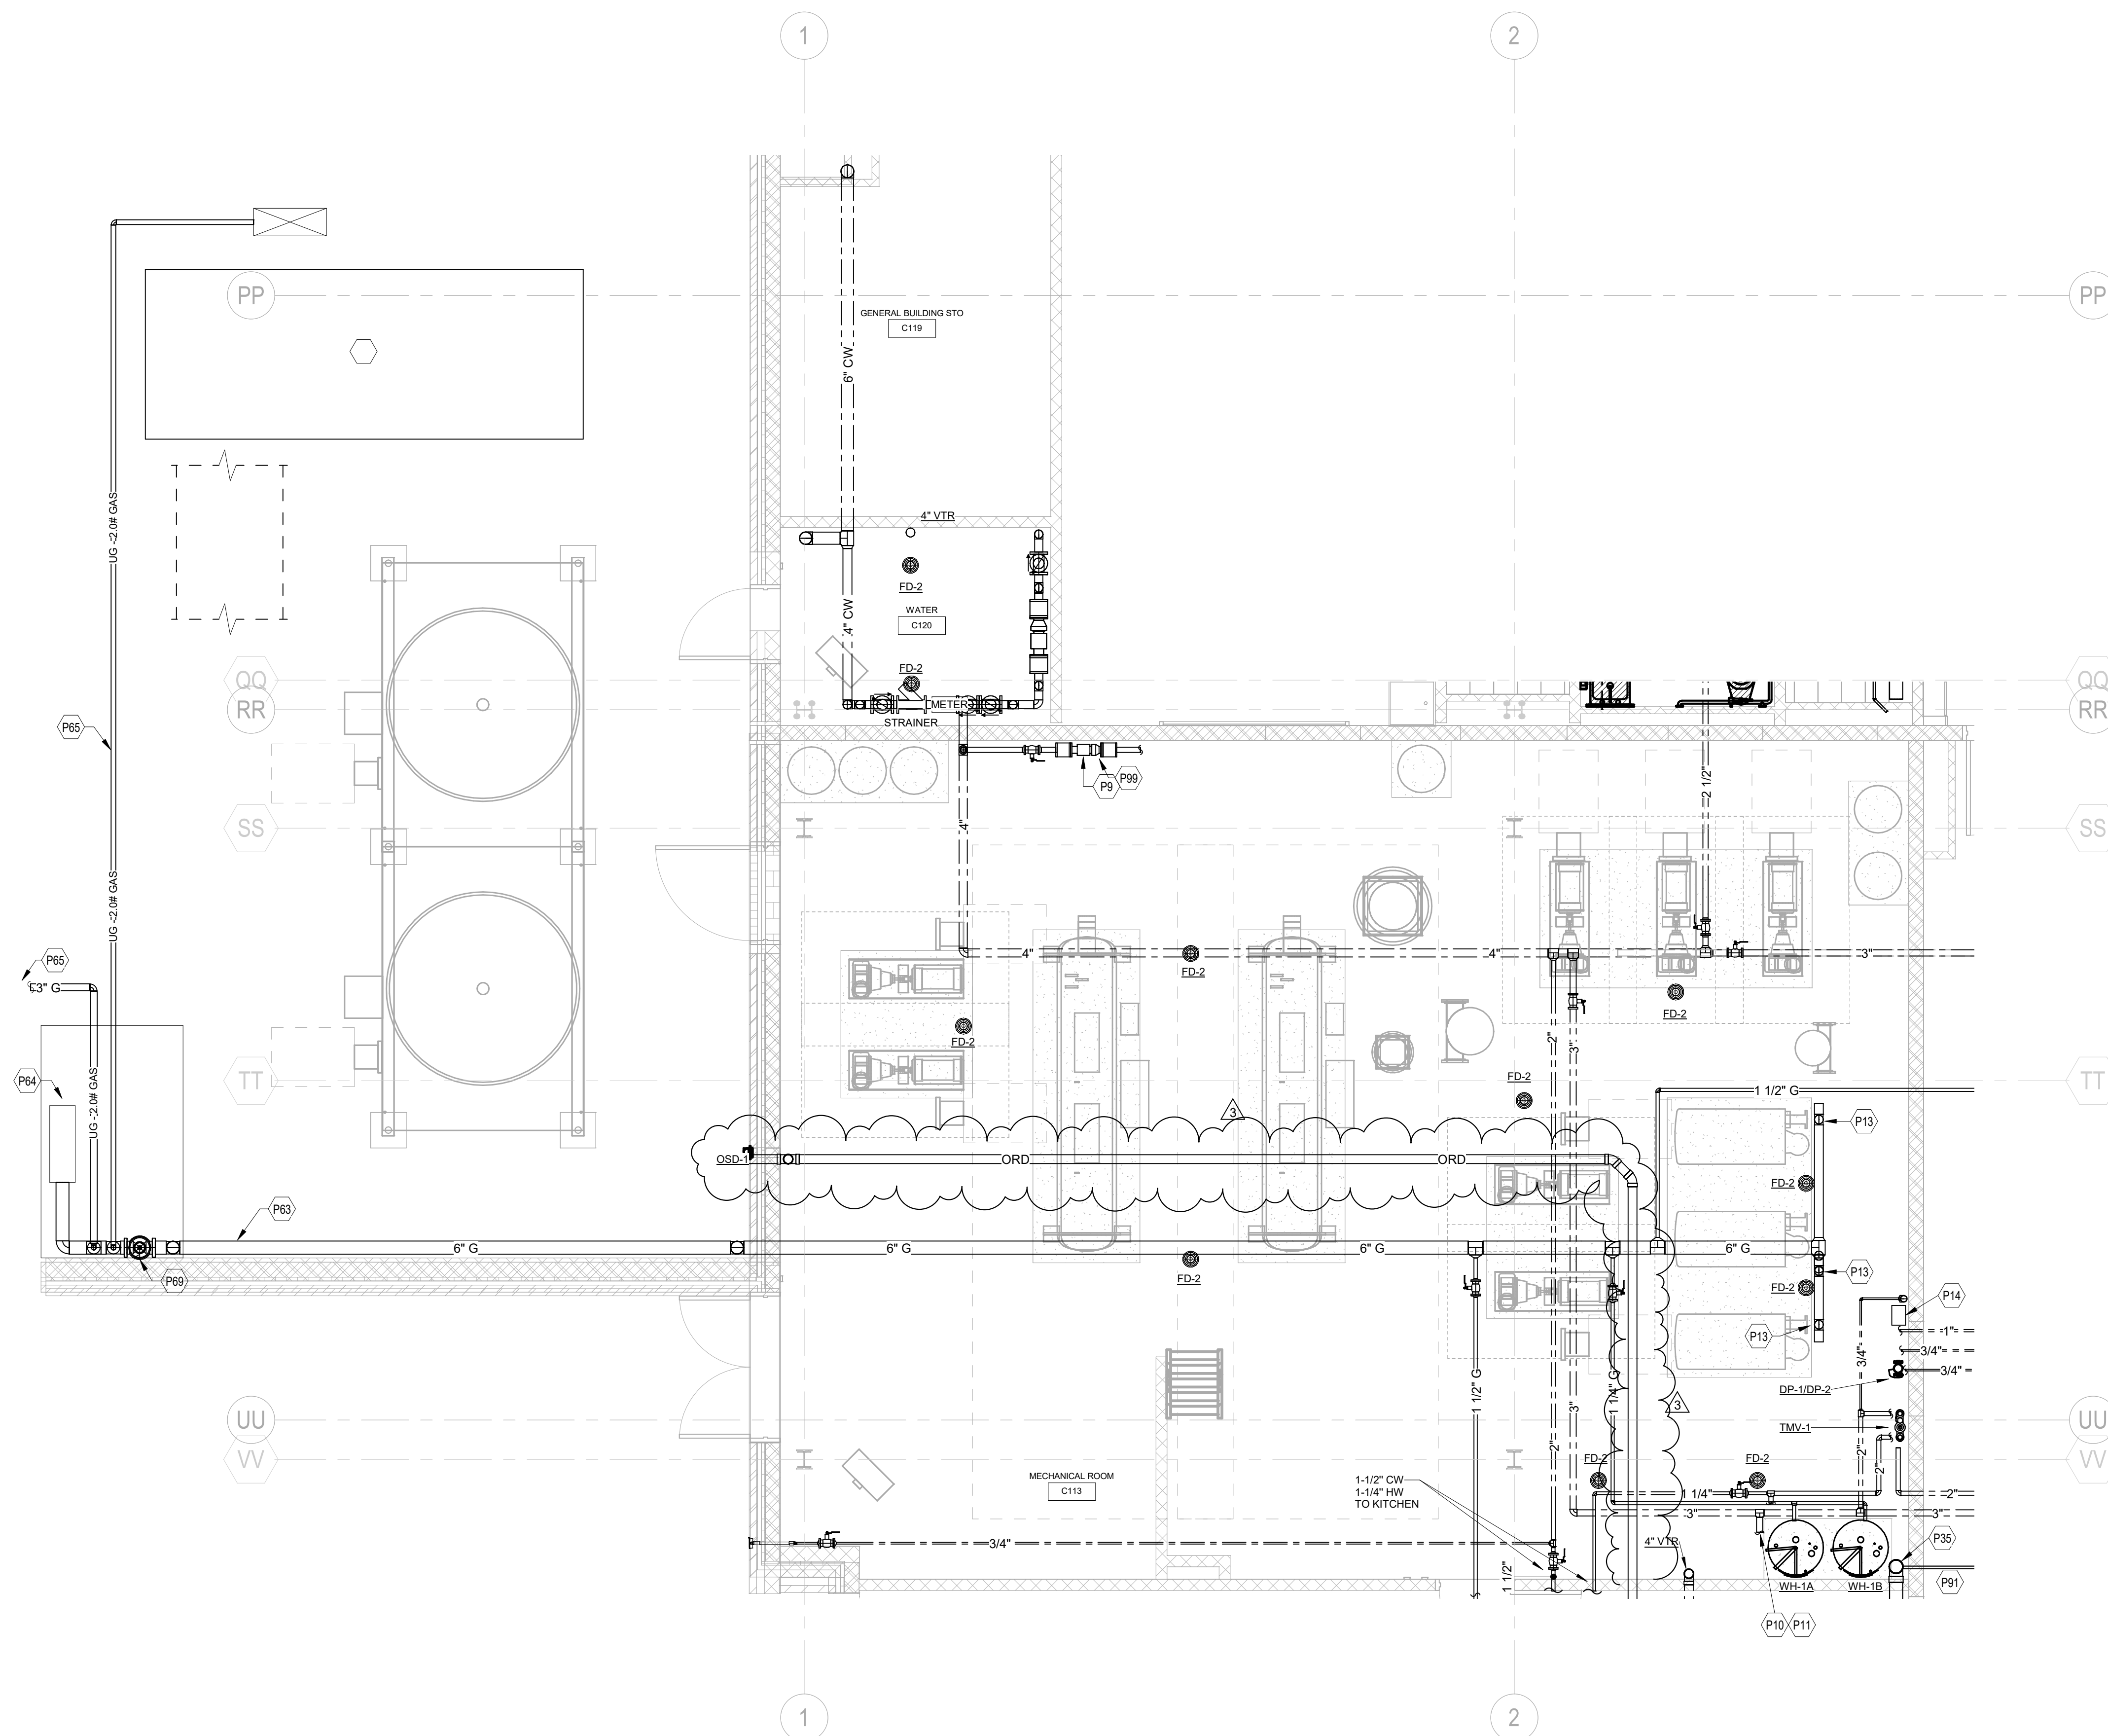 1
2
PP
PP
GENERAL BUILDING STO
C119
6" CW
UG -2.0# GAS
4" VTR
FD-2
WATER
C120
4" CW
FD-2
QQ
QQ
RR
RR
METER
STRAINER
P65
P9
P99
2 1/2"
4"
SS
SS
UG -2.0# GAS
4"
4"
3"
FD-2
P65
3" G
FD-2
FD-2
2"
3"
P64
TT
TT
FD-2
1 1/2" G
UG -2.0# GAS
3
P13
OSD-1
ORD
ORD
FD-2
P63
6" G
6" G
6" G
6" G
P69
FD-2
P13
FD-2
P14
P13
1"
3/4"
3/4"
3/4"
DP-1/DP-2
1 1/2" G
1 1/4" G
3"
3
UU
UU
TMV-1
VV
VV
2"
2"
2"
FD-2
FD-2
MECHANICAL ROOM
C113
1-1/2" CW
1-1/4" HW
TO KITCHEN
1 1/4"
2"
3"
3"
3/4"
4" VTR
P35
1 1/2"
WH-1A
WH-1B
P91
P10
P11
1
2